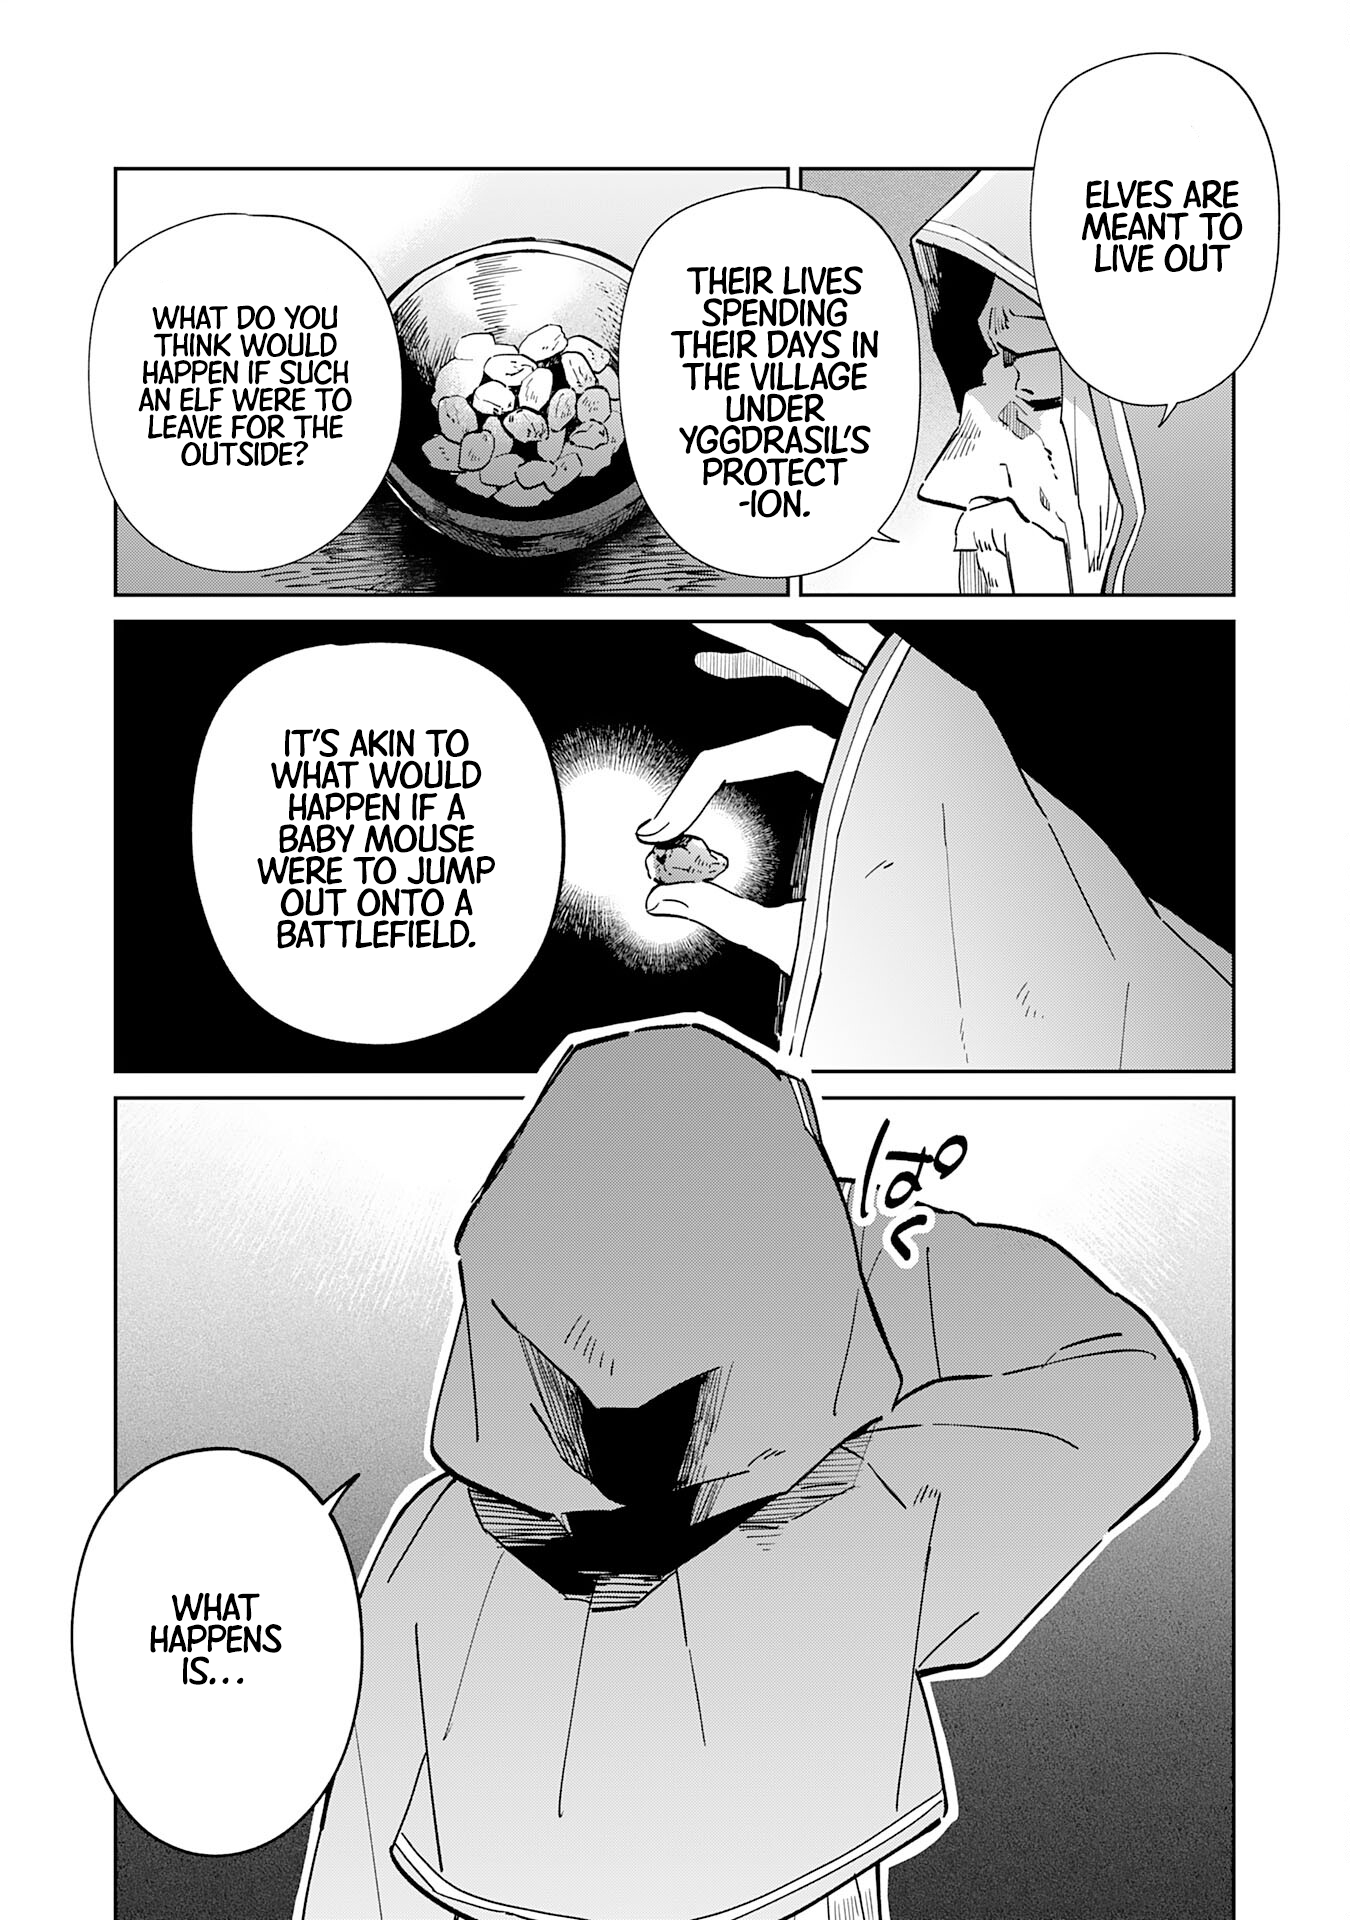 ELVES ARE
MEANT TO
LIVE OUT
THEIR LIVES
SPENDING
THEIR DAYS IN
THE VILLAGE
UNDER
YGGDRASIL'S
PROTECT
-ION.
WHAT DO YOU
THINK WOULD
HAPPEN IF SUCH
AN ELF WERE TO
LEAVE FOR THE
OUTSIDE?
IT'S AKIN TO
WHAT WOULD
HAPPEN IF A
BABY MOUSE
WERE TO JUMP
OUT ONTO A
BATTLEFIELD.
ぱく
WHAT
HAPPENS
IS...